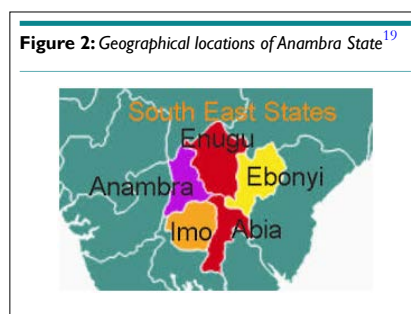 Figure 2: Geographical locations of Anambra State19
South East States
Enugu
Anambra
Ebonyi
Imo
Abia